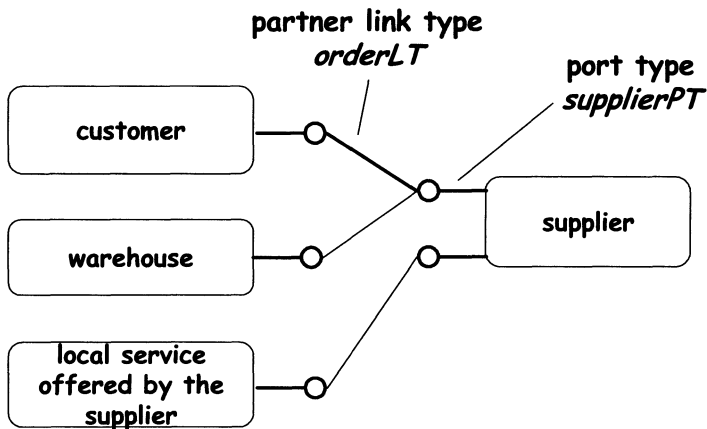 partner link type
orderLT
port type
supplierPT
customer
supplier
warehouse
local service
offered by the
supplier